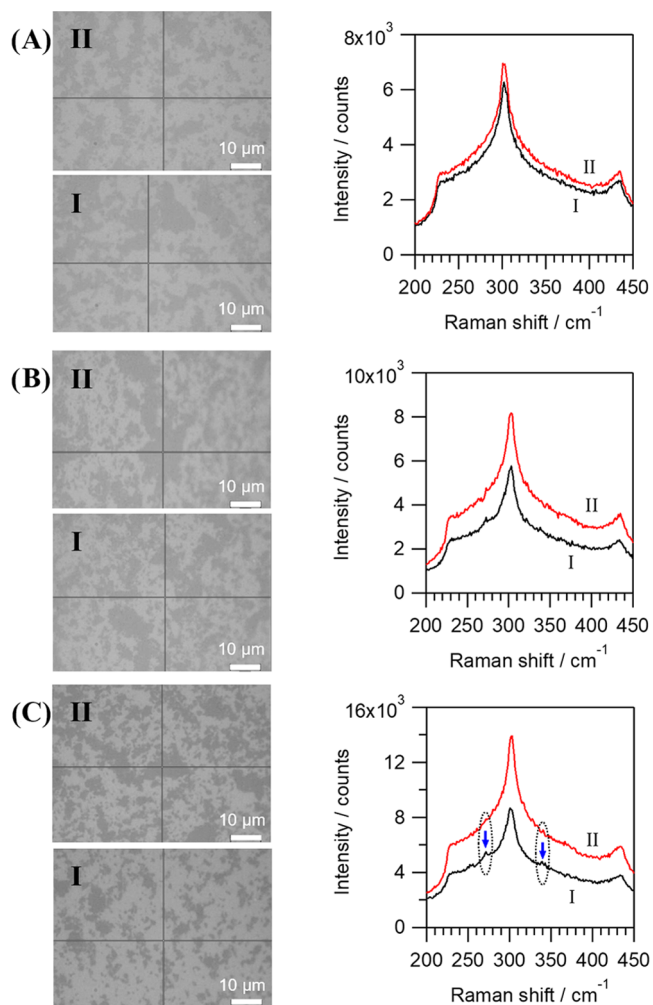 (A)
II
10 μm
I
10 μm
8x10³
6
4
2
0
Intensity / counts
II
I
200 250 300 350 400 450
Raman shift / cm⁻¹
(B)
II
10 μm
I
10 μm
10x10³
8
6
4
2
0
Intensity / counts
II
I
200 250 300 350 400 450
Raman shift / cm⁻¹
(C)
II
10 μm
I
10 μm
16x10³
12
8
4
0
Intensity / counts
II
I
200 250 300 350 400 450
Raman shift / cm⁻¹